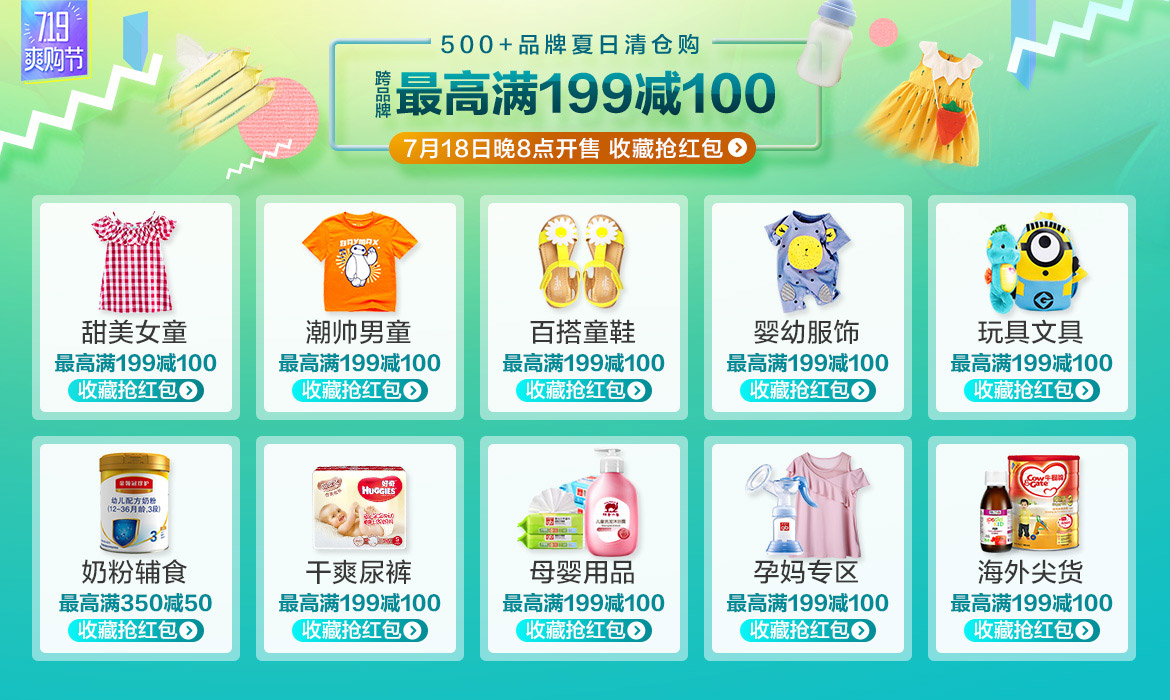 719
爽购节
500+品牌夏日清仓购
跨品牌
最高满199减100
7月18日晚8点开售 收藏抢红包
BAYMAX
甜美女童
最高满199减100
收藏抢红包
潮帅男童
最高满199减100
收藏抢红包
百搭童鞋
最高满199减100
收藏抢红包
婴幼服饰
最高满199减100
收藏抢红包
玩具文具
最高满199减100
收藏抢红包
幼儿配方奶粉
(12-36月龄,3段)
3
好奇
HUGGIES
Cow & Gate
牛栏牌
奶粉辅食
最高满350减50
收藏抢红包
干爽尿裤
最高满199减100
收藏抢红包
母婴用品
最高满199减100
收藏抢红包
孕妈专区
最高满199减100
收藏抢红包
海外尖货
最高满199减100
收藏抢红包